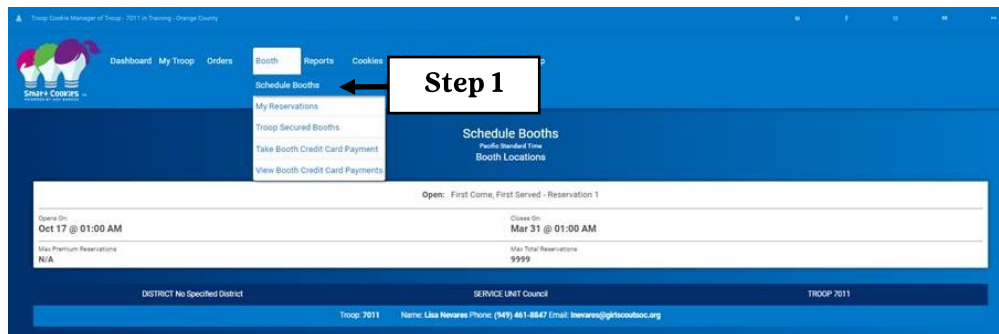 Troop Cookie Manager of Troop - 7011 in Training - Orange County
Dashboard My Troop Orders Booth Reports Cookies
Smart Cookies
Schedule Booths
Step 1
My Reservations
Troop Secured Booths
Take Booth Credit Card Payment
View Booth Credit Card Payments
Schedule Booths
Pacific Standard Time
Booth Locations
Open: First Come, First Served - Reservation 1
Opens On:
Oct 17 @ 01:00 AM
Closes On:
Mar 31 @ 01:00 AM
Max Premium Reservations
N/A
Max Total Reservations
9999
DISTRICT No Specified District SERVICE UNIT Council TROOP 7011
Troop: 7011 Name: Lisa Nevares Phone: (949) 461-8847 Email: lnevares@girlscoutsoc.org